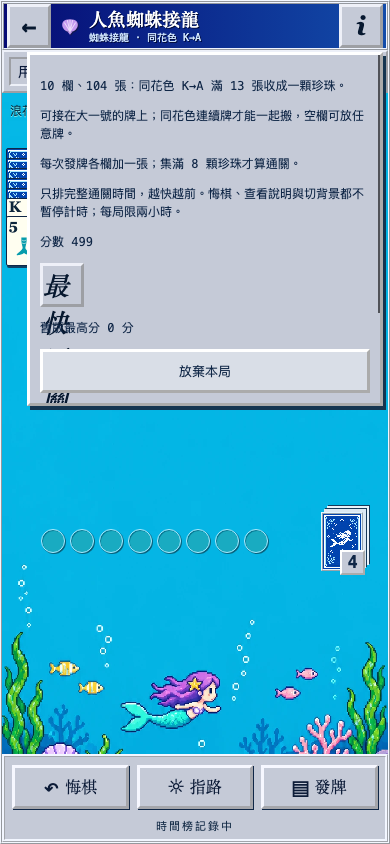 ←
人魚蜘蛛接龍
蜘蛛接龍 · 同花色 K→A
i
10 欄、104 張：同花色 K→A 滿 13 張收成一顆珍珠。
可接在大一號的牌上；同花色連續牌才能一起搬，空欄可放任
意牌。
每次發牌各欄加一張；集滿 8 顆珍珠才算通關。
只排完整通關時間，越快越前。悔棋、查看說明與切背景都不
暫停計時；每局限兩小時。
K
5
分數 499
最
快
最高分 0 分
放棄本局
4
↶ 悔棋
指路
發牌
時間榜記錄中